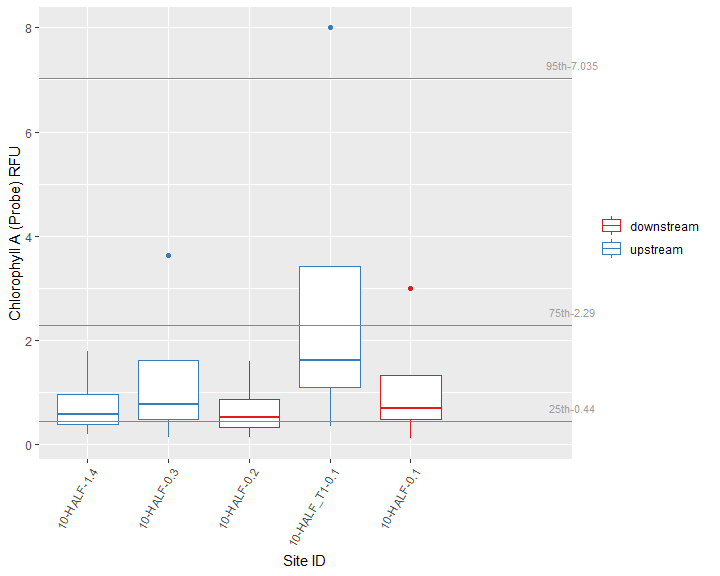 Chlorophyll A (Probe) RFU
8
6
4
2
0
95th-7.035
75th-2.29
25th-0.44
10-HALF-1.4
10-HALF-0.3
10-HALF-0.2
10-HALF_T1-0.1
10-HALF-0.1
Site ID
downstream
upstream